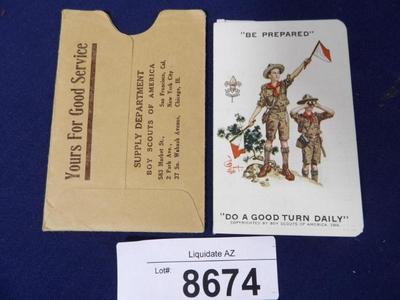 Yours For Good Service
SUPPLY DEPARTMENT
BOY SCOUTS OF AMERICA
583 Market St., San Francisco, Cal.
2 Park Ave., New York City
37 So. Wabash Avenue, Chicago, Ill.
"BE PREPARED"
"DO A GOOD TURN DAILY"
COPYRIGHTED BY BOY SCOUTS OF AMERICA,
Liquidate AZ
Lot#:
8674